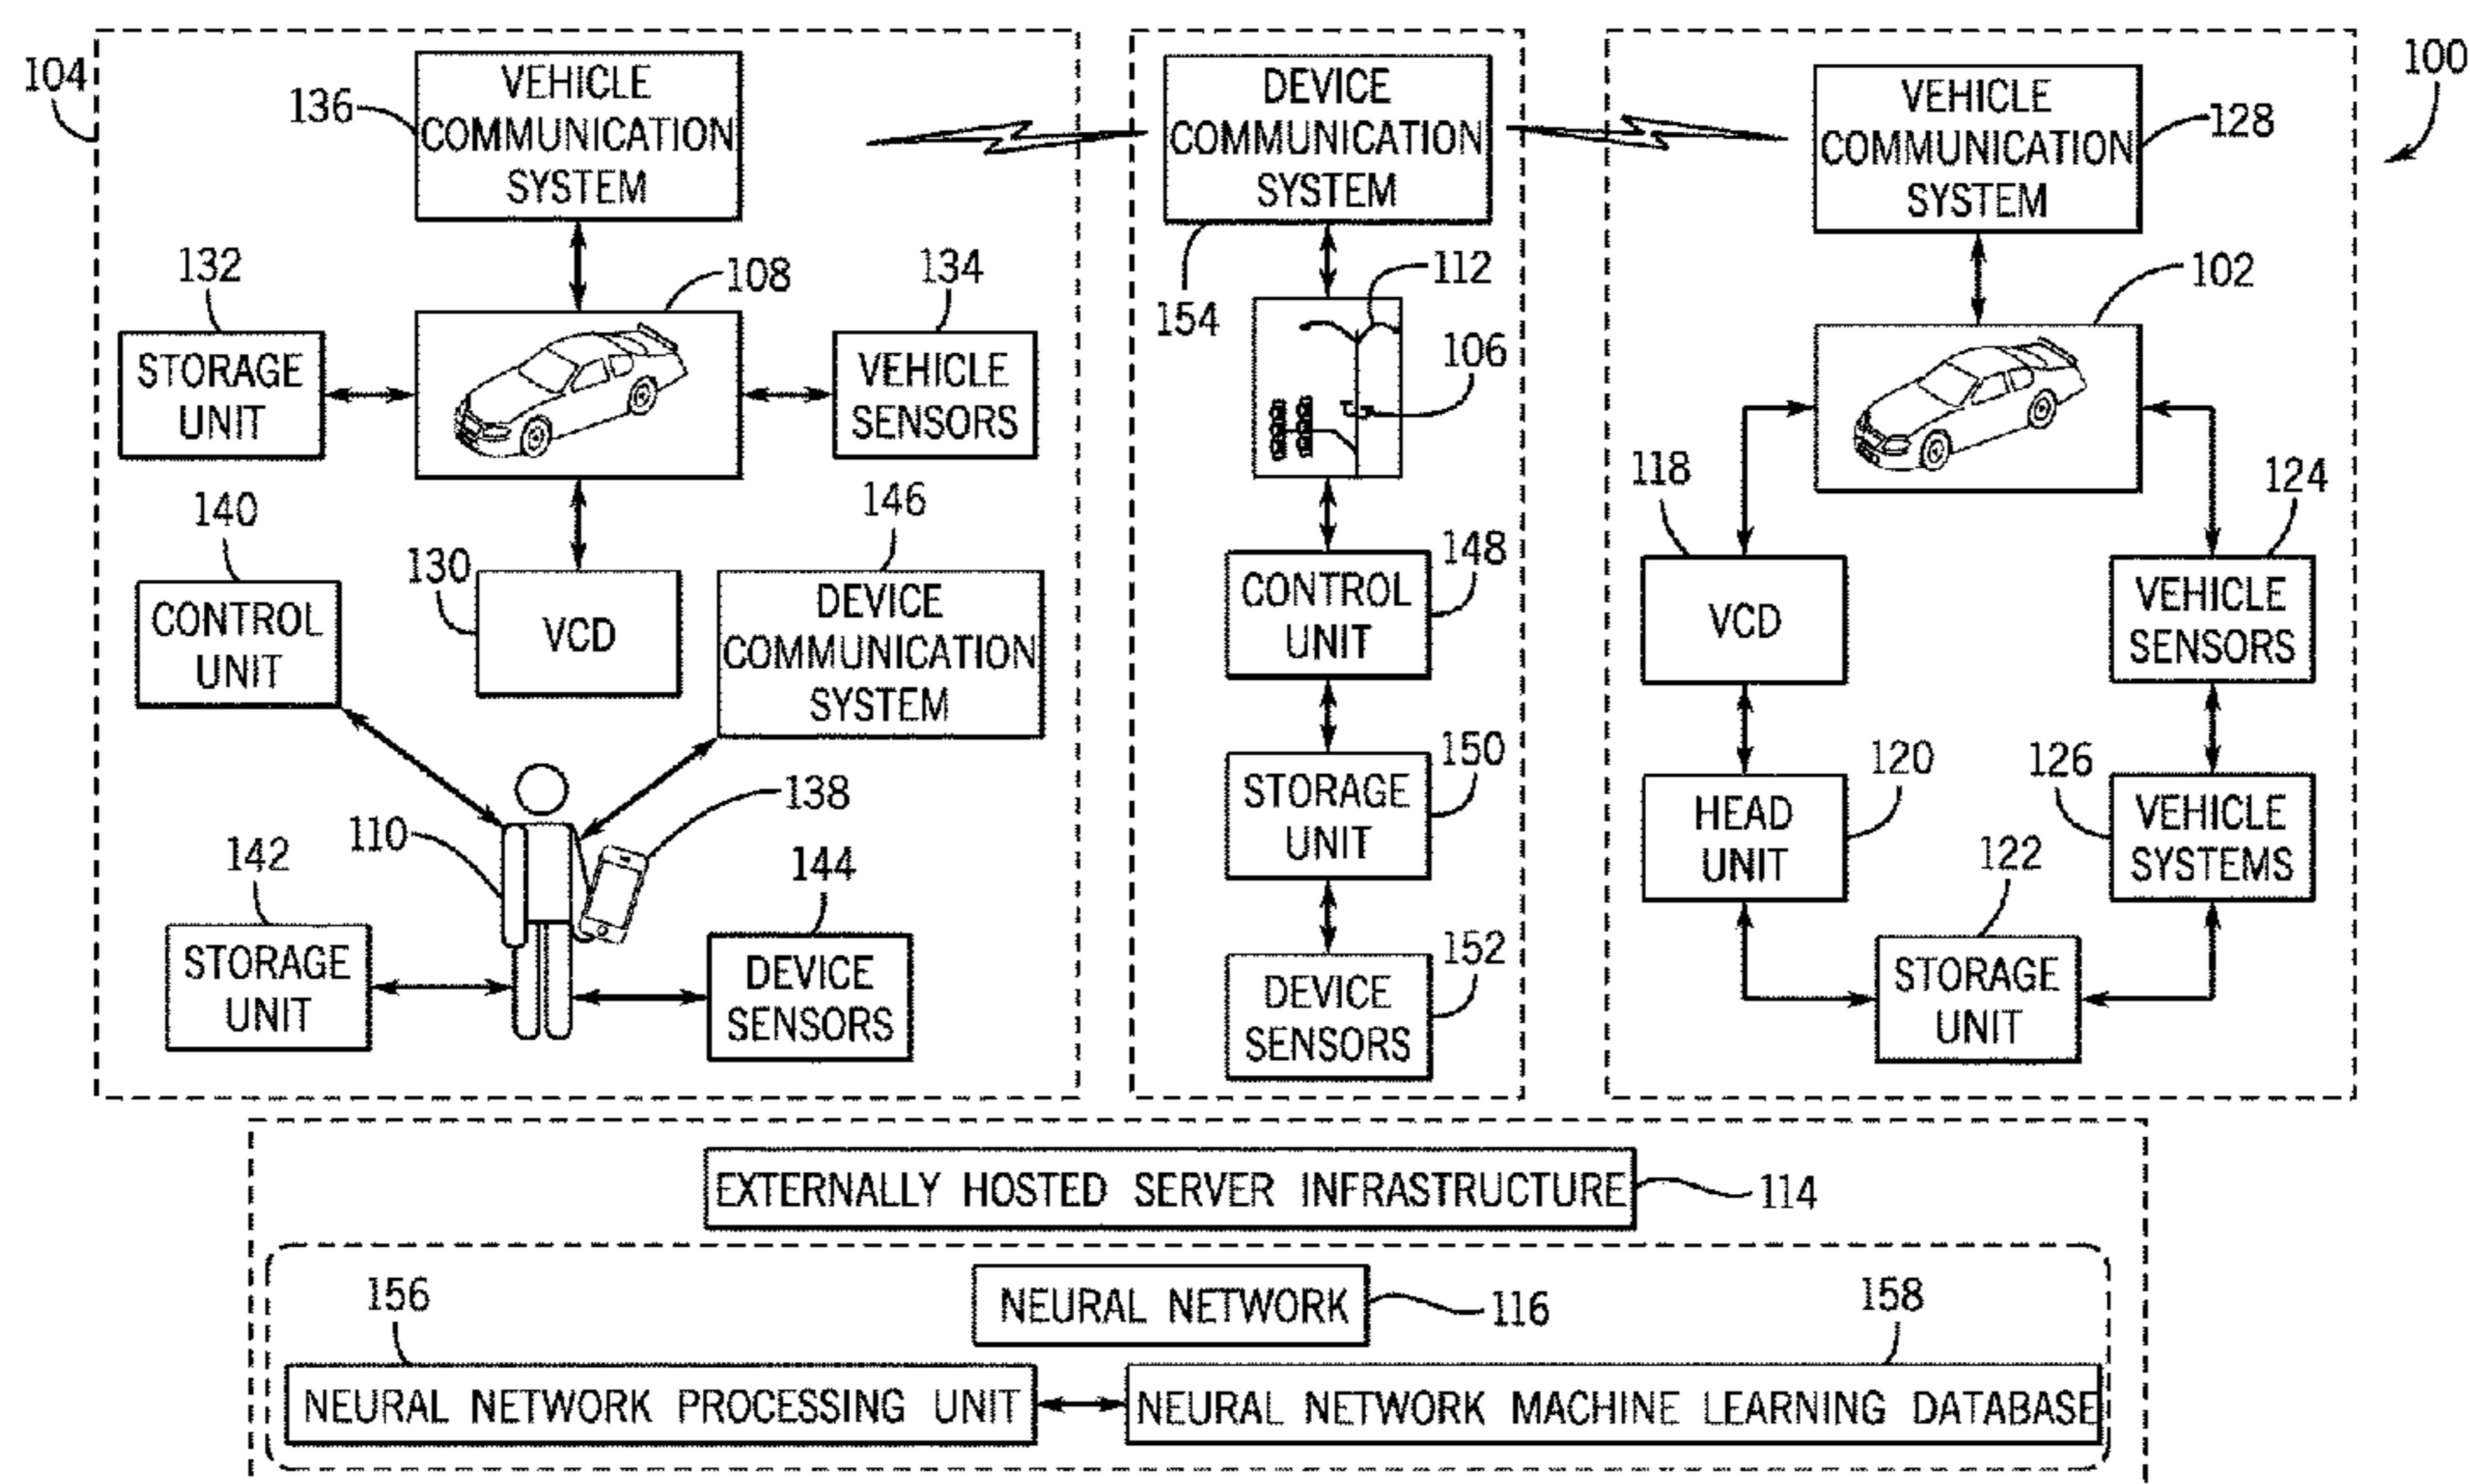 104
136
VEHICLE
COMMUNICATION
SYSTEM
DEVICE
COMMUNICATION
SYSTEM
154
VEHICLE
COMMUNICATION
SYSTEM
128
100
132
STORAGE
UNIT
108
134
VEHICLE
SENSORS
112
106
102
140
CONTROL
UNIT
130
VCD
146
DEVICE
COMMUNICATION
SYSTEM
CONTROL
UNIT
148
118
VCD
124
VEHICLE
SENSORS
110
138
142
STORAGE
UNIT
144
DEVICE
SENSORS
STORAGE
UNIT
150
DEVICE
SENSORS
152
HEAD
UNIT
120
126
VEHICLE
SYSTEMS
122
STORAGE
UNIT
EXTERNALLY HOSTED SERVER INFRASTRUCTURE
114
NEURAL NETWORK
116
156
NEURAL NETWORK PROCESSING UNIT
158
NEURAL NETWORK MACHINE LEARNING DATABASE